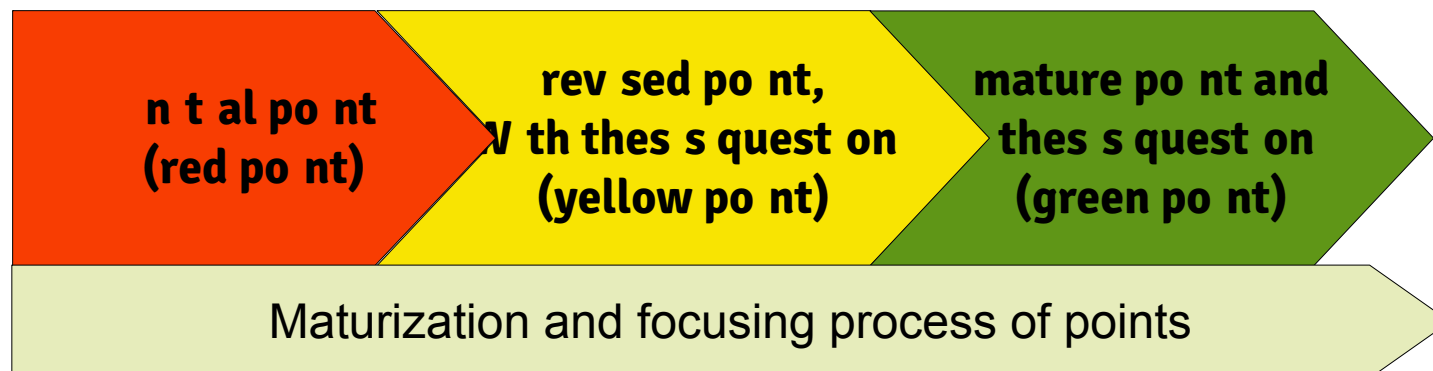 n t al po nt
(red po nt)
rev sed po nt,
W th thes s quest on
(yellow po nt)
mature po nt and
thes s quest on
(green po nt)
Maturization and focusing process of points